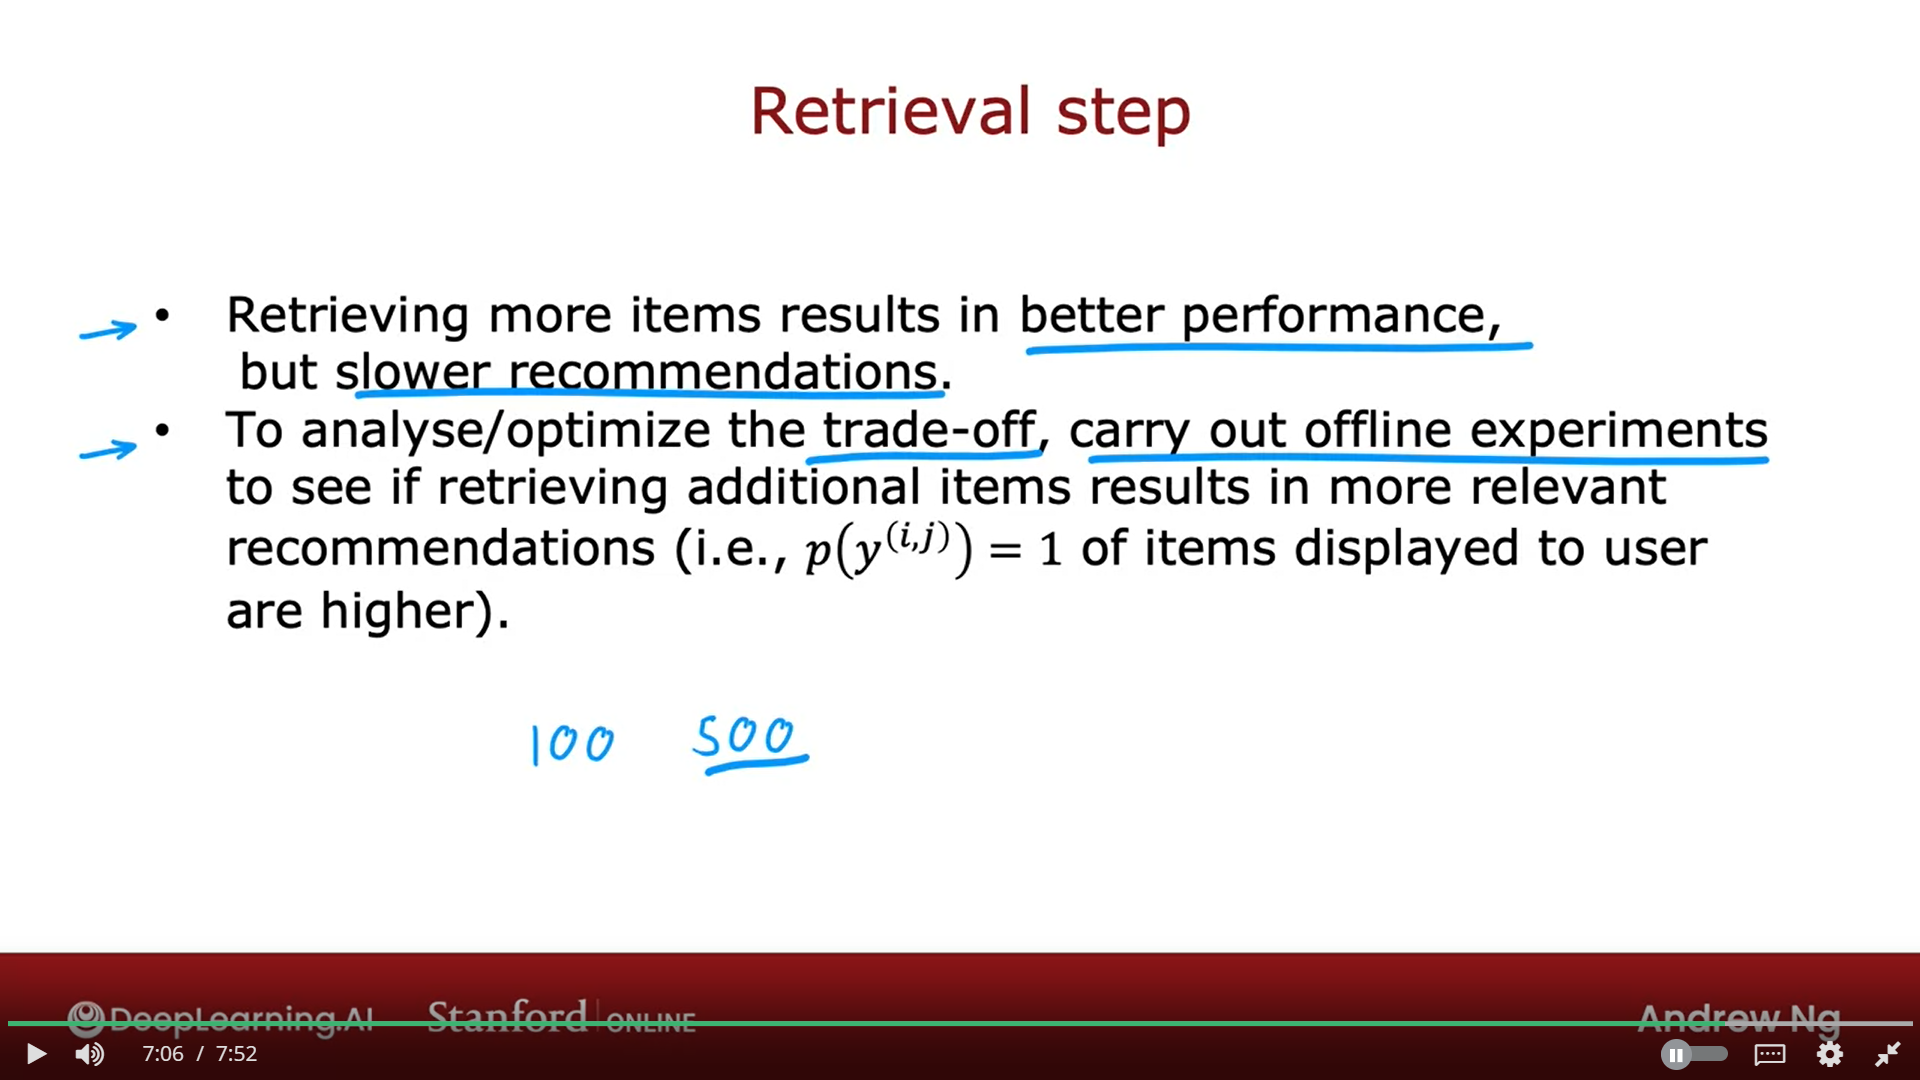 Retrieval step
• Retrieving more items results in better performance,
but slower recommendations.
• To analyse/optimize the trade-off, carry out offline experiments
to see if retrieving additional items results in more relevant
recommendations (i.e., p(y^(i,j)) = 1 of items displayed to user
are higher).
100 500
DeepLearning.AI Stanford | ONLINE Andrew Ng
7:06 / 7:52